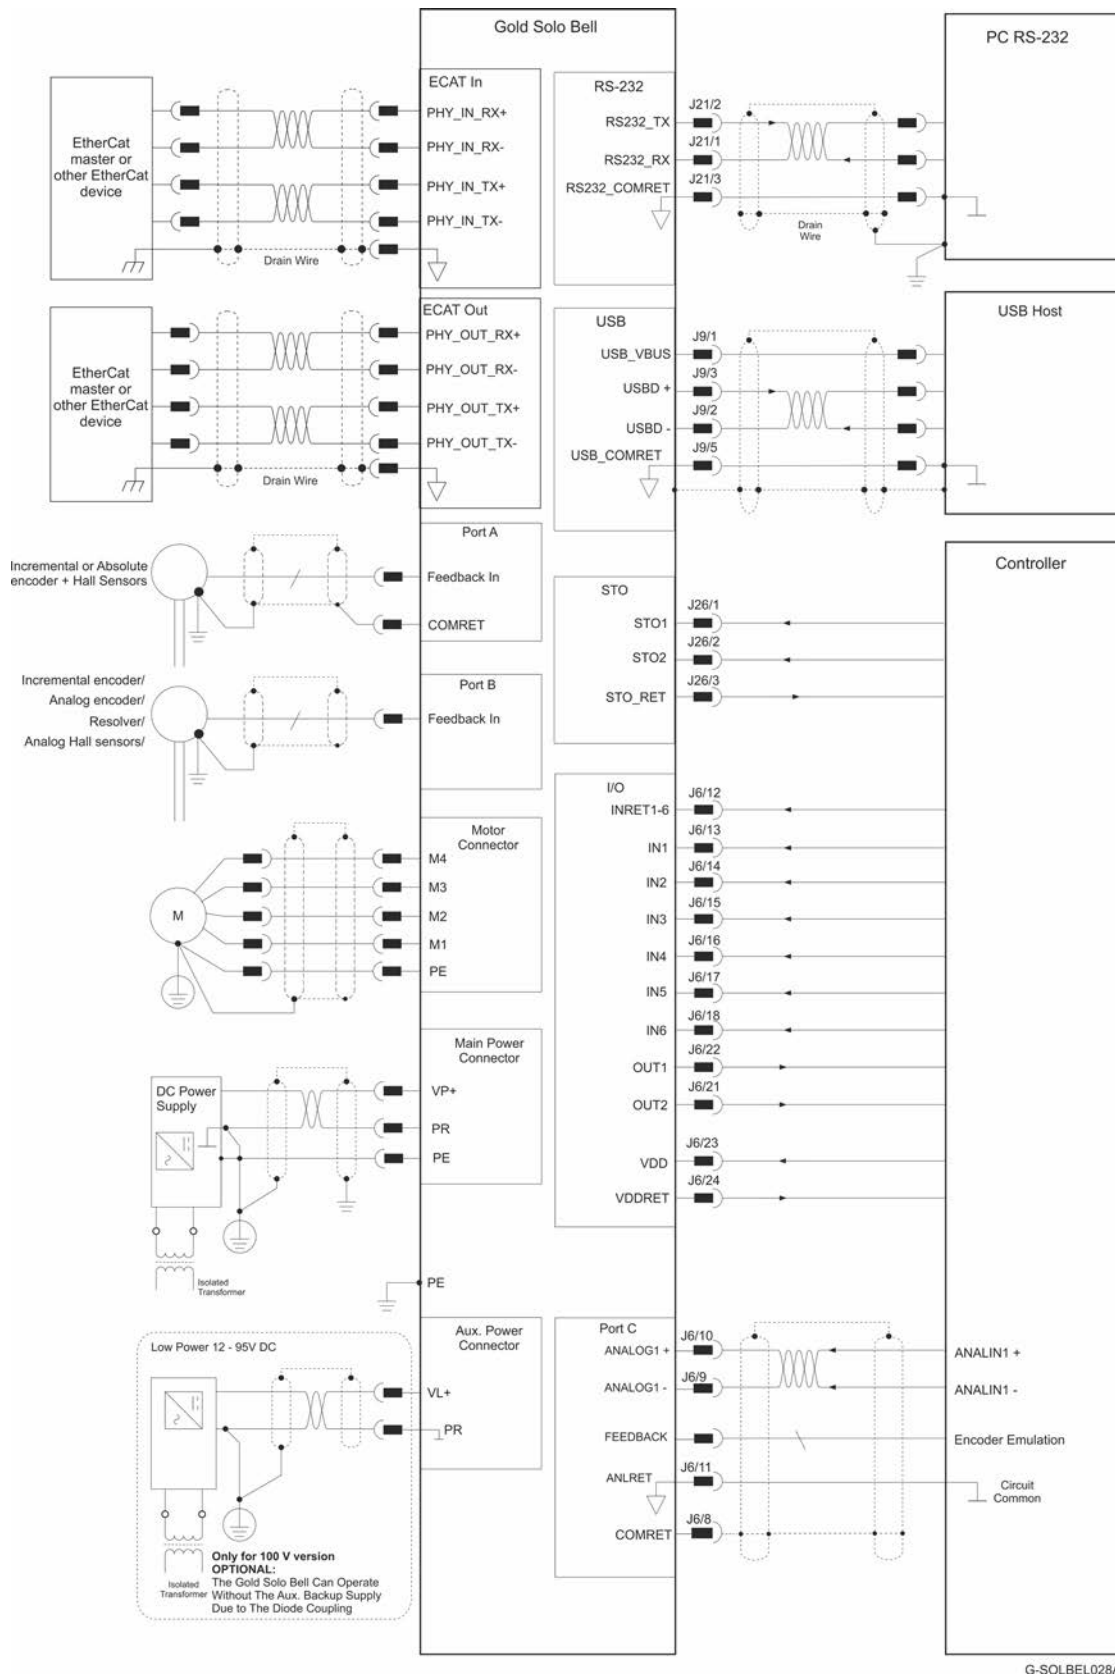 Gold Solo Bell
PC RS-232
EtherCat
master or
other EtherCat
device
ECAT In
PHY_IN_RX+
PHY_IN_RX-
PHY_IN_TX+
PHY_IN_TX-
Drain Wire
RS-232
RS232_TX
RS232_RX
RS232_COMRET
J21/2
J21/1
J21/3
Drain
Wire
EtherCat
master or
other EtherCat
device
ECAT Out
PHY_OUT_RX+
PHY_OUT_RX-
PHY_OUT_TX+
PHY_OUT_TX-
Drain Wire
USB
USB_VBUS
USBD +
USBD -
USB_COMRET
J9/1
J9/3
J9/2
J9/5
USB Host
Incremental or Absolute
encoder + Hall Sensors
Port A
Feedback In
COMRET
Incremental encoder/
Analog encoder/
Resolver/
Analog Hall sensors/
Port B
Feedback In
STO
STO1
STO2
STO_RET
J26/1
J26/2
J26/3
Controller
M
Motor
Connector
M4
M3
M2
M1
PE
I/O
INRET1-6
IN1
IN2
IN3
IN4
IN5
IN6
OUT1
OUT2
VDD
VDDRET
J6/12
J6/13
J6/14
J6/15
J6/16
J6/17
J6/18
J6/22
J6/21
J6/23
J6/24
DC Power
Supply
Main Power
Connector
VP+
PR
PE
Isolated
Transformer
PE
Low Power 12 - 95V DC
Aux. Power
Connector
VL+
PR
Isolated
Transformer
Only for 100 V version
OPTIONAL:
The Gold Solo Bell Can Operate
Without The Aux. Backup Supply
Due to The Diode Coupling
Port C
ANALOG1 +
ANALOG1 -
FEEDBACK
ANLRET
COMRET
J6/10
J6/9
J6/11
J6/8
ANALIN1 +
ANALIN1 -
Encoder Emulation
Circuit
Common
G-SOLBEL028A